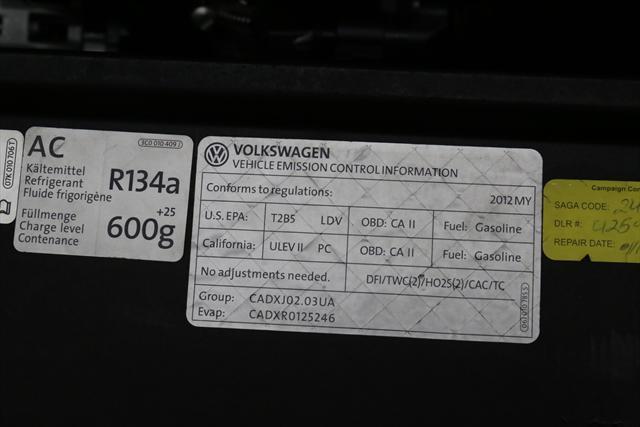 07K 010 706 T
AC
3C0 010 409 J
Kältemittel
Refrigerant
Fluide frigorigène
R134a
Füllmenge
Charge level
Contenance
+25
600g
VOLKSWAGEN
VEHICLE EMISSION CONTROL INFORMATION
Conforms to regulations: 2012 MY
U.S. EPA: T2B5 LDV OBD: CA II Fuel: Gasoline
California: ULEV II PC OBD: CA II Fuel: Gasoline
No adjustments needed. DFI/TWC(2)/HO2S(2)/CAC/TC
Group: CADXJ02.03UA
Evap: CADXR0125246
SAGA CODE:
DLR #:
REPAIR DATE: